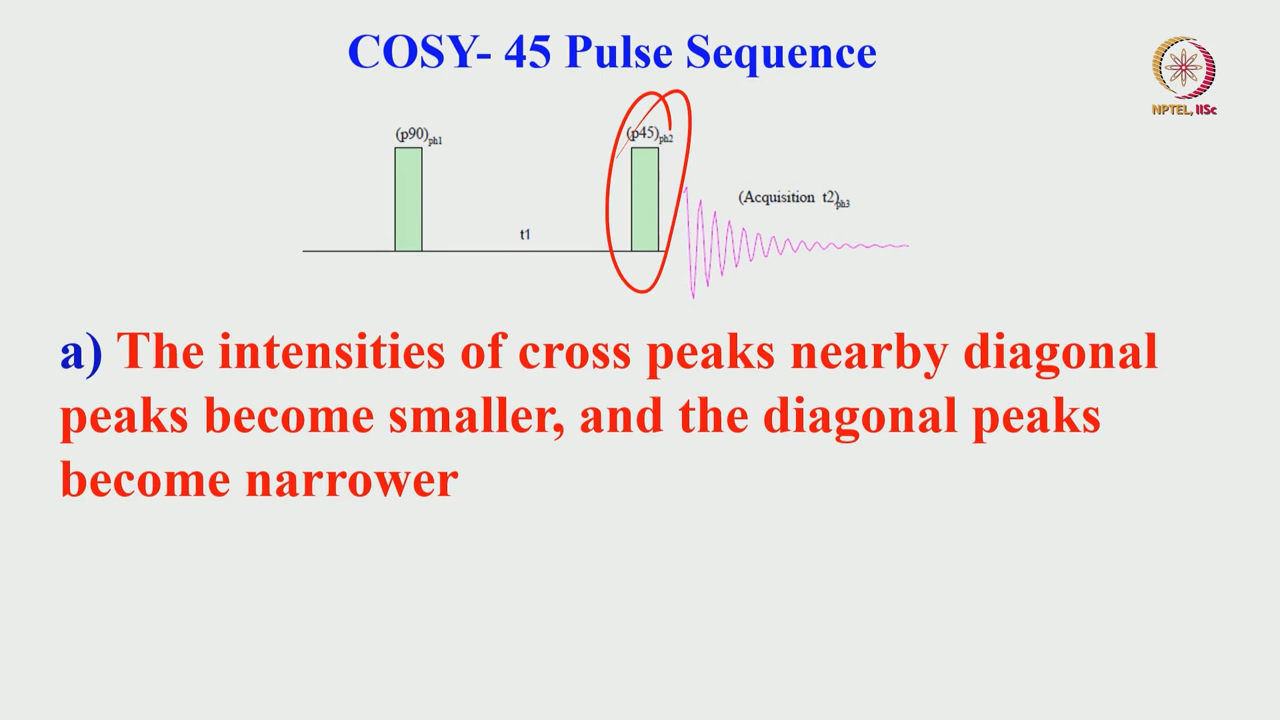 COSY- 45 Pulse Sequence
NPTEL, IISc
(p90)ph1
(p45)ph2
(Acquisition t2)ph3
t1
a) The intensities of cross peaks nearby diagonal
peaks become smaller, and the diagonal peaks
become narrower